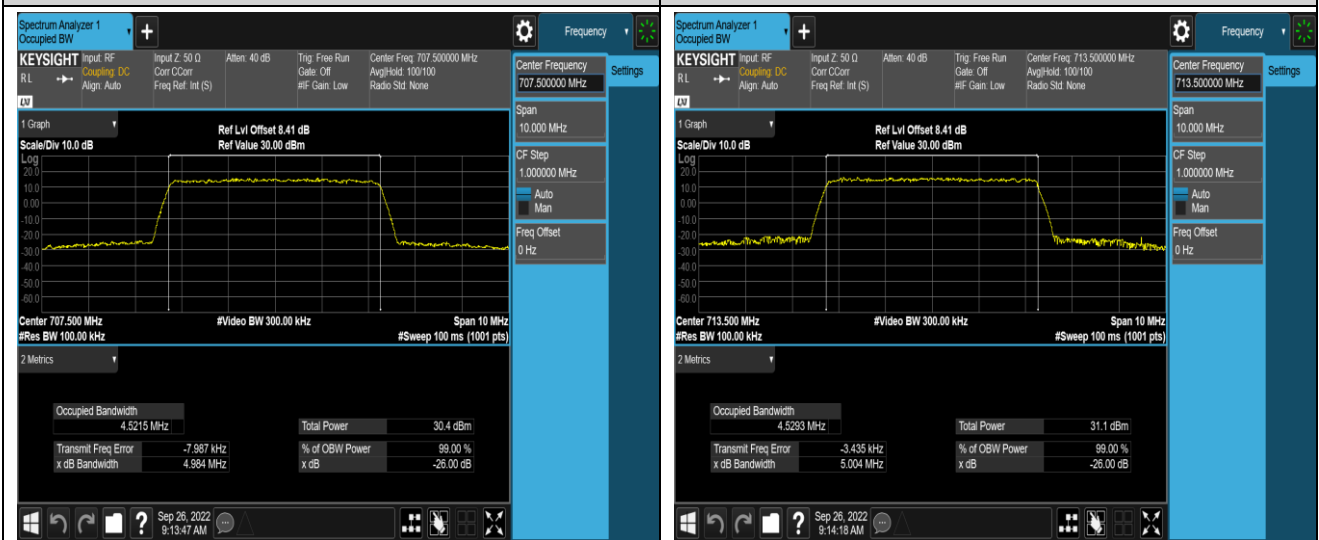 Spectrum Analyzer 1
Occupied BW
Frequency
KEYSIGHT
Input: RF
Coupling: DC
Align: Auto
Input Z: 50 Ω
Corr CCorr
Freq Ref: Int (S)
Atten: 40 dB
Trig: Free Run
Gate: Off
#IF Gain: Low
Center Freq: 707.500000 MHz
Avg|Hold: 100/100
Radio Std: None
RL
LXI
Center Frequency
707.500000 MHz
Settings
Span
10.000 MHz
CF Step
1.000000 MHz
Auto
Man
Freq Offset
0 Hz
1 Graph
Ref Lvl Offset 8.41 dB
Scale/Div 10.0 dB
Ref Value 30.00 dBm
Log
20.0
10.0
0.00
-10.0
-20.0
-30.0
-40.0
-50.0
-60.0
Center 707.500 MHz
#Video BW 300.00 kHz
Span 10 MHz
#Res BW 100.00 kHz
#Sweep 100 ms (1001 pts)
2 Metrics
Occupied Bandwidth
4.5215 MHz
Total Power 30.4 dBm
Transmit Freq Error -7.987 kHz
% of OBW Power 99.00 %
x dB Bandwidth 4.984 MHz
x dB -26.00 dB
?
Sep 26, 2022
9:13:47 AM
Spectrum Analyzer 1
Occupied BW
Frequency
KEYSIGHT
Input: RF
Coupling: DC
Align: Auto
Input Z: 50 Ω
Corr CCorr
Freq Ref: Int (S)
Atten: 40 dB
Trig: Free Run
Gate: Off
#IF Gain: Low
Center Freq: 713.500000 MHz
Avg|Hold: 100/100
Radio Std: None
RL
LXI
Center Frequency
713.500000 MHz
Settings
Span
10.000 MHz
CF Step
1.000000 MHz
Auto
Man
Freq Offset
0 Hz
1 Graph
Ref Lvl Offset 8.41 dB
Scale/Div 10.0 dB
Ref Value 30.00 dBm
Log
20.0
10.0
0.00
-10.0
-20.0
-30.0
-40.0
-50.0
-60.0
Center 713.500 MHz
#Video BW 300.00 kHz
Span 10 MHz
#Res BW 100.00 kHz
#Sweep 100 ms (1001 pts)
2 Metrics
Occupied Bandwidth
4.5293 MHz
Total Power 31.1 dBm
Transmit Freq Error -3.435 kHz
% of OBW Power 99.00 %
x dB Bandwidth 5.004 MHz
x dB -26.00 dB
?
Sep 26, 2022
9:14:18 AM